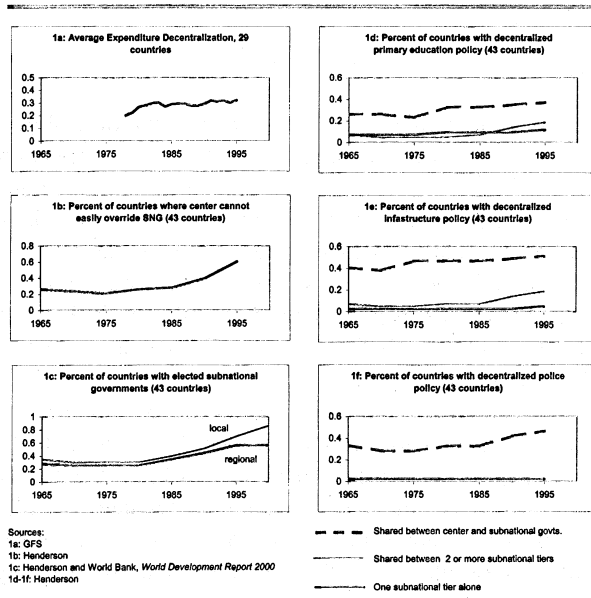 1a: Average Expenditure Decentralization, 29
countries
0.6
0.5
0.4
0.3
0.2
0.1
0
1965 1975 1985 1995
1b: Percent of countries where center cannot
easily override SNG (43 countries)
0.8
0.6
0.4
0.2
0
1965 1975 1985 1995
1c: Percent of countries with elected subnational
governments (43 countries)
1
0.8
0.6
0.4
0.2
0
local
regional
1965 1975 1985 1995
Sources:
1a: GFS
1b: Henderson
1c: Henderson and World Bank, World Development Report 2000
1d-1f: Henderson
1d: Percent of countries with decentralized
primary education policy (43 countries)
0.6
0.4
0.2
0
1965 1975 1985 1995
1e: Percent of countries with decentralized
infastructure policy (43 countries)
0.6
0.4
0.2
0
1965 1975 1985 1995
1f: Percent of countries with decentralized police
policy (43 countries)
0.6
0.4
0.2
0
1965 1975 1985 1995
Shared between center and subnational govts.
Shared between 2 or more subnational tiers
One subnational tier alone